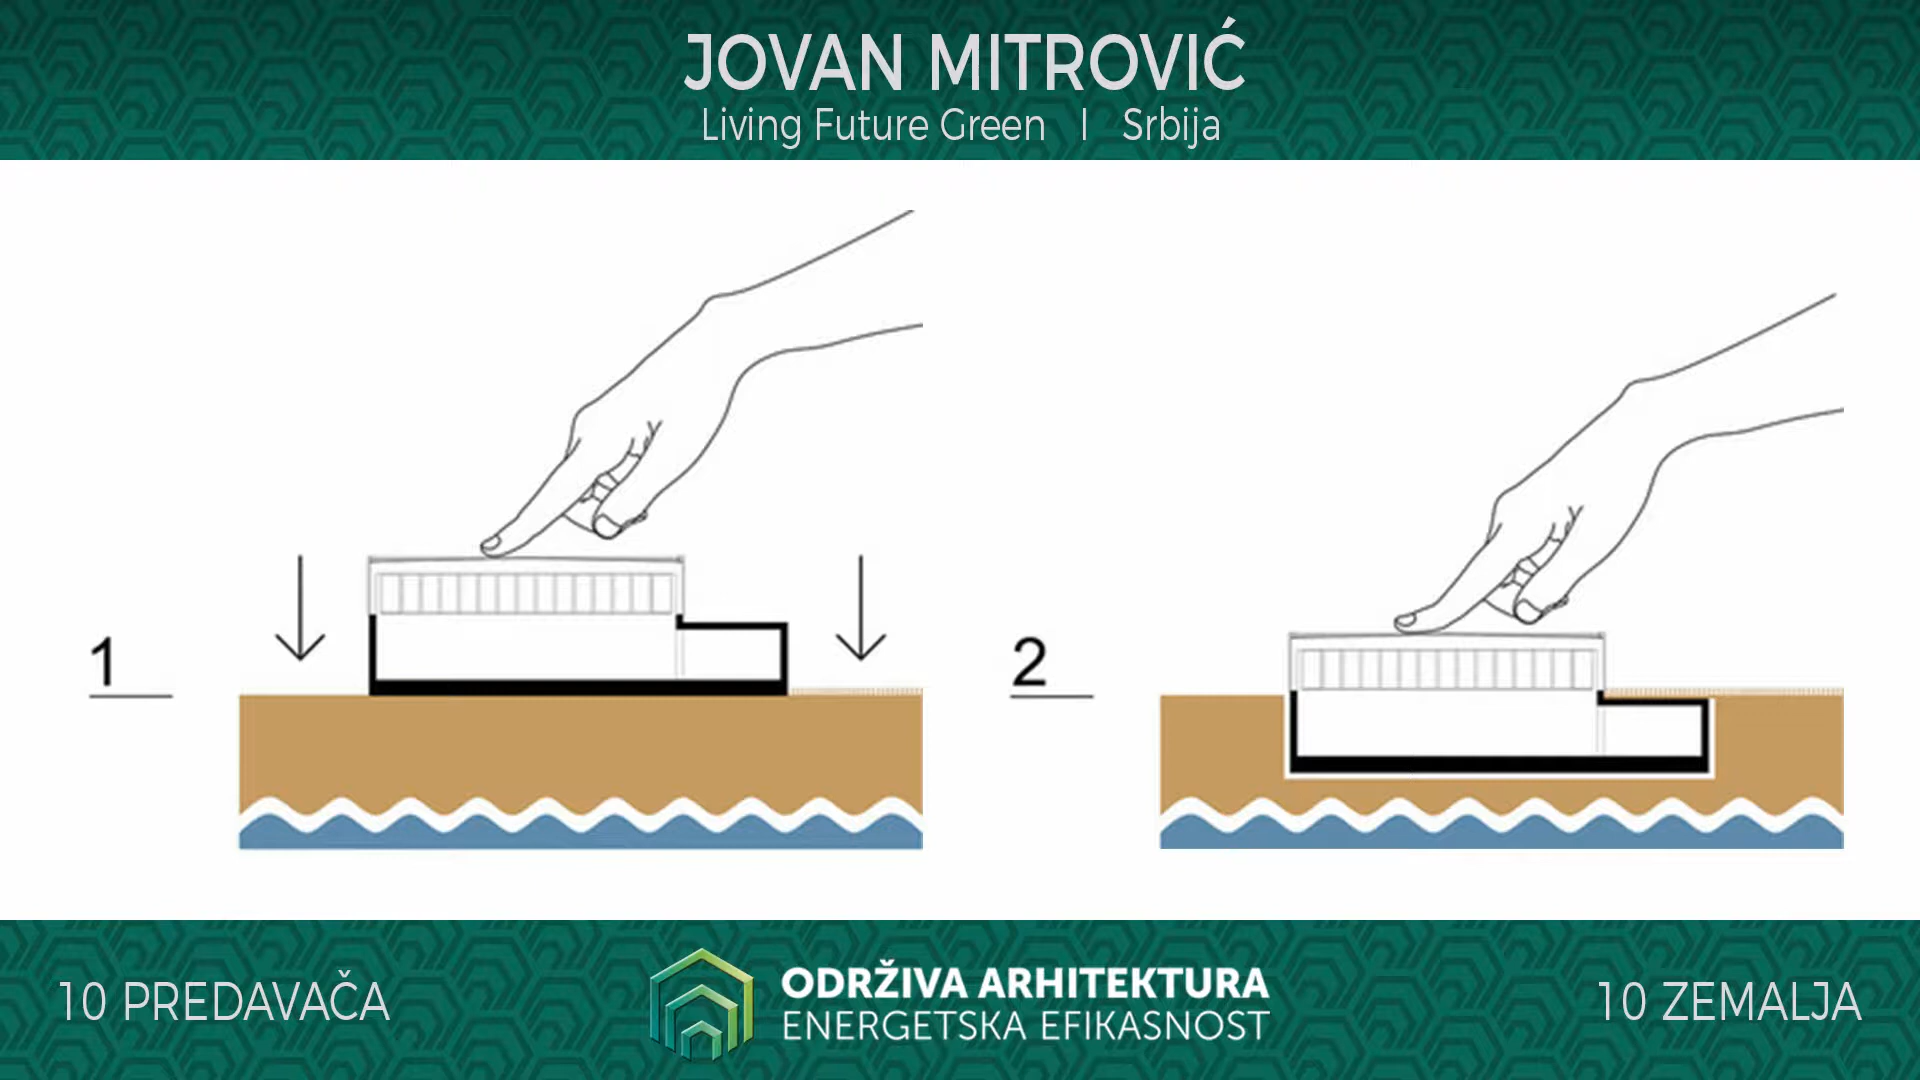 JOVAN MITROVIĆ
Living Future Green | Srbija
1
2
10 PREDAVAČA
ODRŽIVA ARHITEKTURA
ENERGETSKA EFIKASNOST
10 ZEMALJA